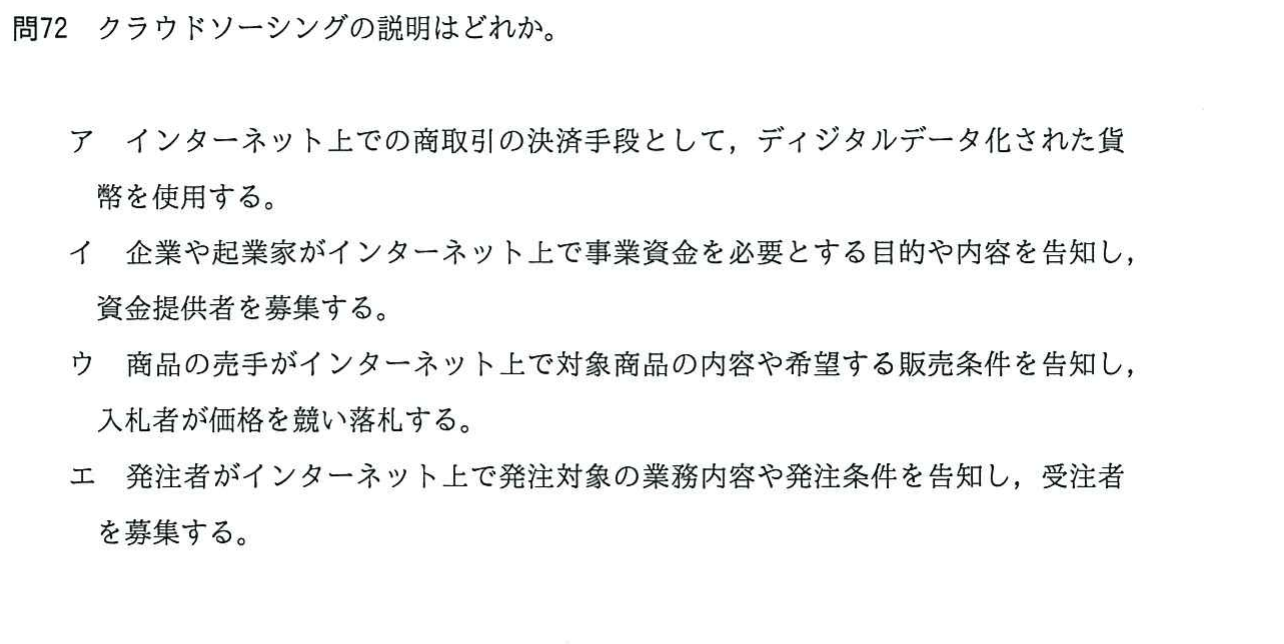 問72 クラウドソーシングの説明はどれか。
ア インターネット上での商取引の決済手段として，ディジタルデータ化された貨
幣を使用する。
イ 企業や起業家がインターネット上で事業資金を必要とする目的や内容を告知し，
資金提供者を募集する。
ウ 商品の売手がインターネット上で対象商品の内容や希望する販売条件を告知し，
入札者が価格を競い落札する。
エ 発注者がインターネット上で発注対象の業務内容や発注条件を告知し，受注者
を募集する。